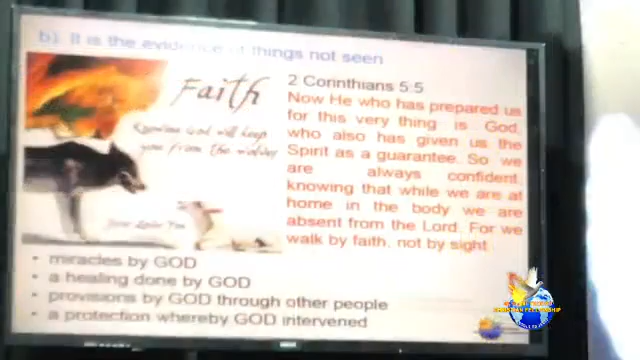 b). It is the evidence of things not seen
Faith
Knowing God will keep
you from the wolves
2 Corinthians 5:5
Now He who has prepared us
for this very thing is God,
who also has given us the
Spirit as a guarantee. So we
are always confident,
knowing that while we are at
home in the body we are
absent from the Lord. For we
walk by faith, not by sight
• miracles by GOD
• a healing done by GOD
• provisions by GOD through other people
• a protection whereby GOD intervened
CHRISTIAN FELLOWSHIP